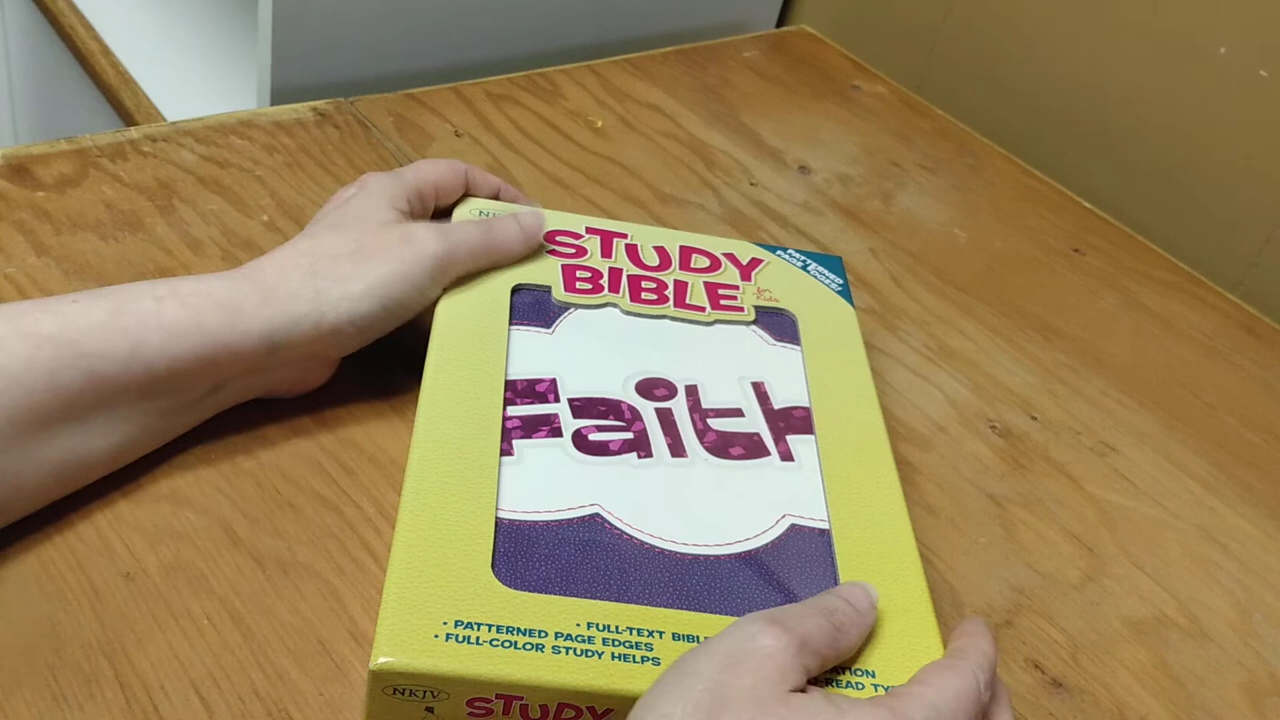 STUDY
BIBLE
for
Kids
PATTERNED
PAGE EDGES!
Faith
• PATTERNED PAGE EDGES
• FULL-COLOR STUDY HELPS
• FULL-TEXT BIBLE
NKJV
STUDY